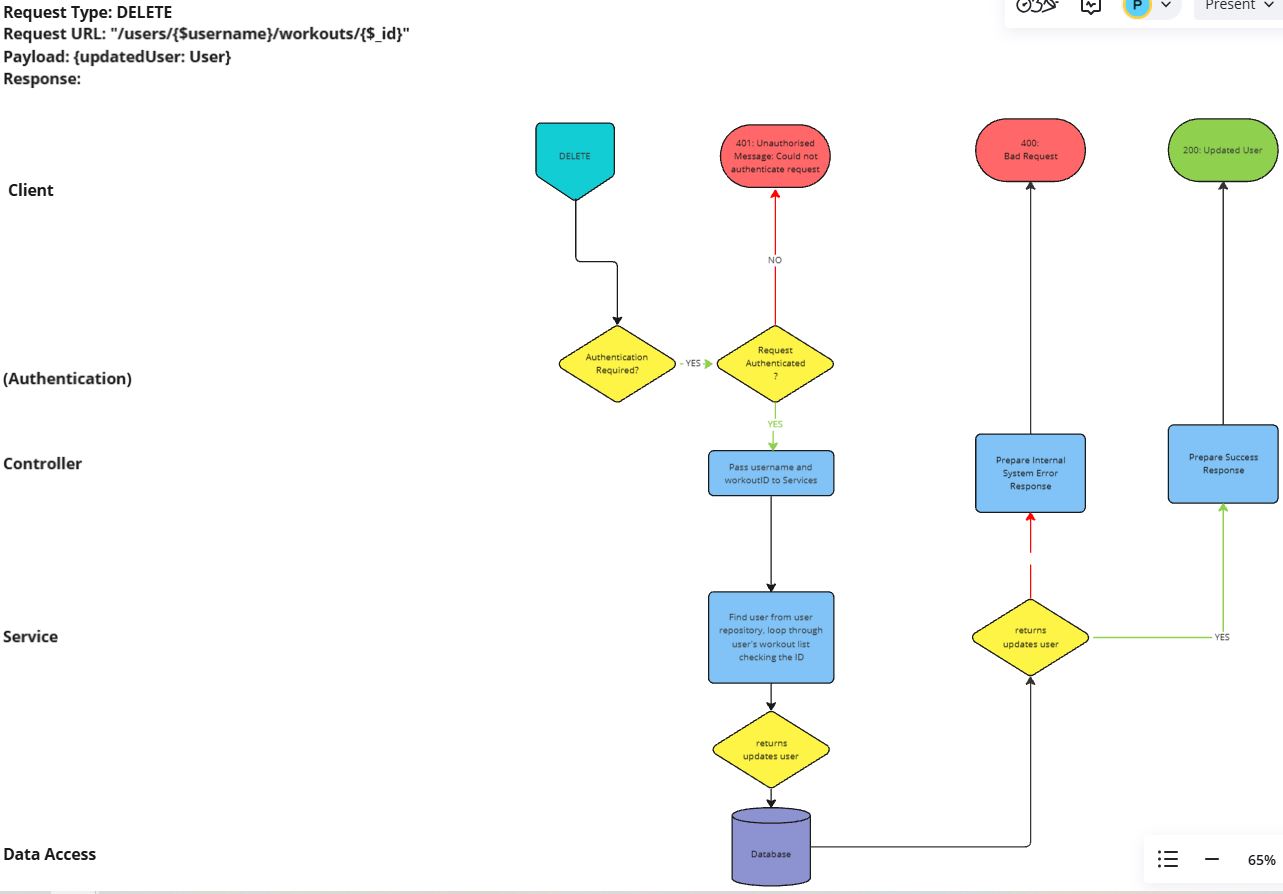 Request Type: DELETE
Request URL: "/users/{$username}/workouts/{$_id}"
Payload: {updatedUser: User}
Response:
P
Present
Client
DELETE
401: Unauthorised
Message: Could not
authenticate request
400:
Bad Request
200: Updated User
NO
(Authentication)
Authentication
Required?
YES
Request
Authenticated
?
YES
Controller
Pass username and
workoutID to Services
Prepare Internal
System Error
Response
Prepare Success
Response
Service
Find user from user
repository, loop through
user's workout list
checking the ID
returns
updates user
YES
returns
updates user
Data Access
Database
65%